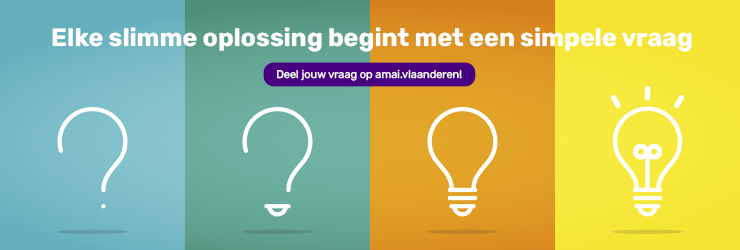 Elke slimme oplossing begint met een simpele vraag
Deel jouw vraag op amai.vlaanderen!